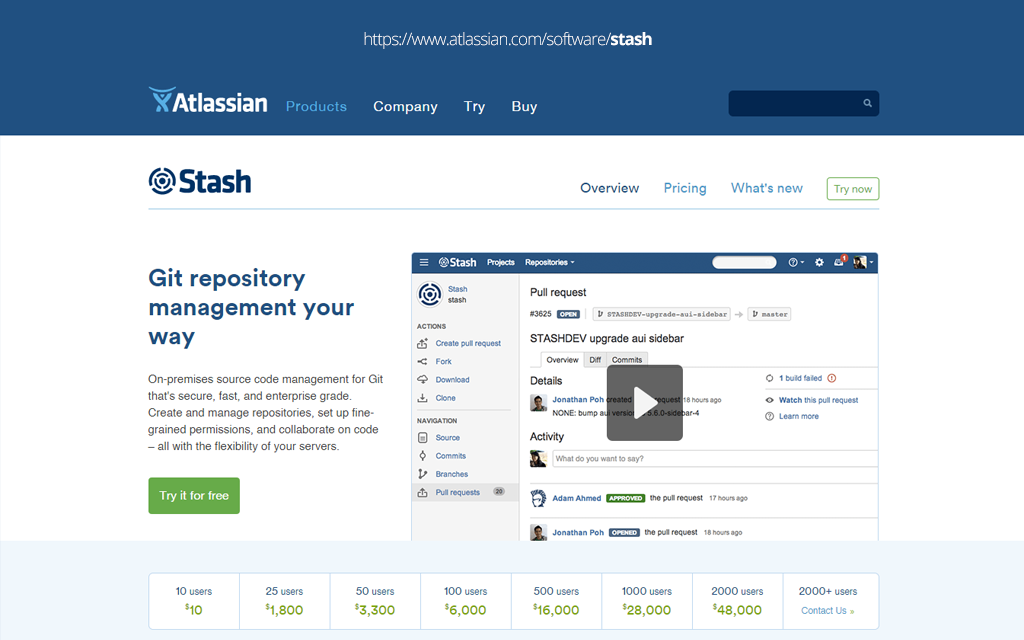 https://www.atlassian.com/software/stash
Atlassian Products Company Try Buy
Stash
Overview Pricing What's new Try now
Git repository
management your
way
On-premises source code management for Git
that's secure, fast, and enterprise grade.
Create and manage repositories, set up fine-
grained permissions, and collaborate on code
– all with the flexibility of your servers.
Try it for free
Stash Projects Repositories 1
Stash
stash
ACTIONS
Create pull request
Fork
Download
Clone
NAVIGATION
Source
Commits
Branches
Pull requests 20
Pull request
#3625 OPEN STASHDEV-upgrade-aui-sidebar → master
STASHDEV upgrade aui sidebar
Overview Diff Commits
Details
Jonathan Poh created request 18 hours ago
NONE: bump aui 5.6.0-sidebar-4
1 build failed
Watch this pull request
Learn more
Activity
What do you want to say?
Adam Ahmed APPROVED the pull request 17 hours ago
Jonathan Poh OPENED the pull request 18 hours ago
10 users 25 users 50 users 100 users 500 users 1000 users 2000 users 2000+ users
$10 $1,800 $3,300 $6,000 $16,000 $28,000 $48,000 Contact Us »